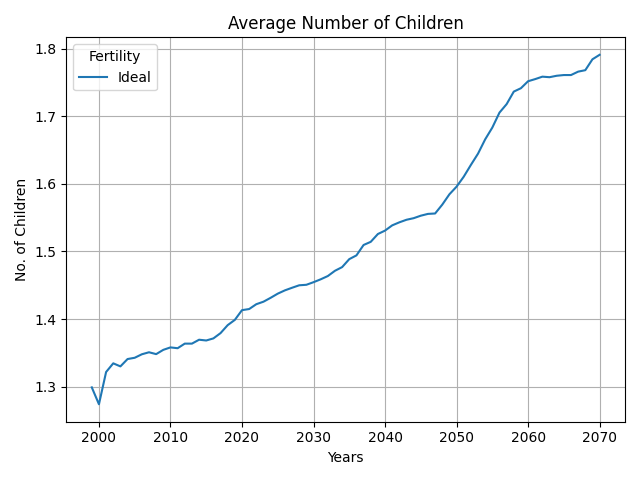 Average Number of Children
Fertility
Ideal
No. of Children
1.8
1.7
1.6
1.5
1.4
1.3
2000 2010 2020 2030 2040 2050 2060 2070
Years